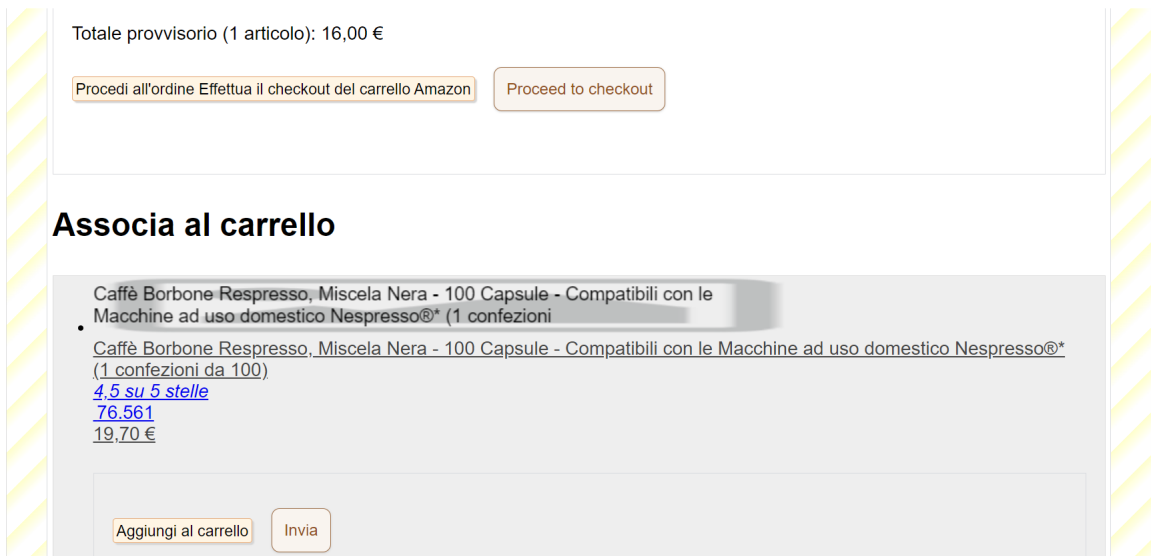 Totale provvisorio (1 articolo): 16,00 €
Procedi all'ordine Effettua il checkout del carrello Amazon
Proceed to checkout
Associa al carrello
Caffè Borbone Respresso, Miscela Nera - 100 Capsule - Compatibili con le
Macchine ad uso domestico Nespresso®* (1 confezioni
Caffè Borbone Respresso, Miscela Nera - 100 Capsule - Compatibili con le Macchine ad uso domestico Nespresso®*
(1 confezioni da 100)
4,5 su 5 stelle
76.561
19,70 €
Aggiungi al carrello
Invia